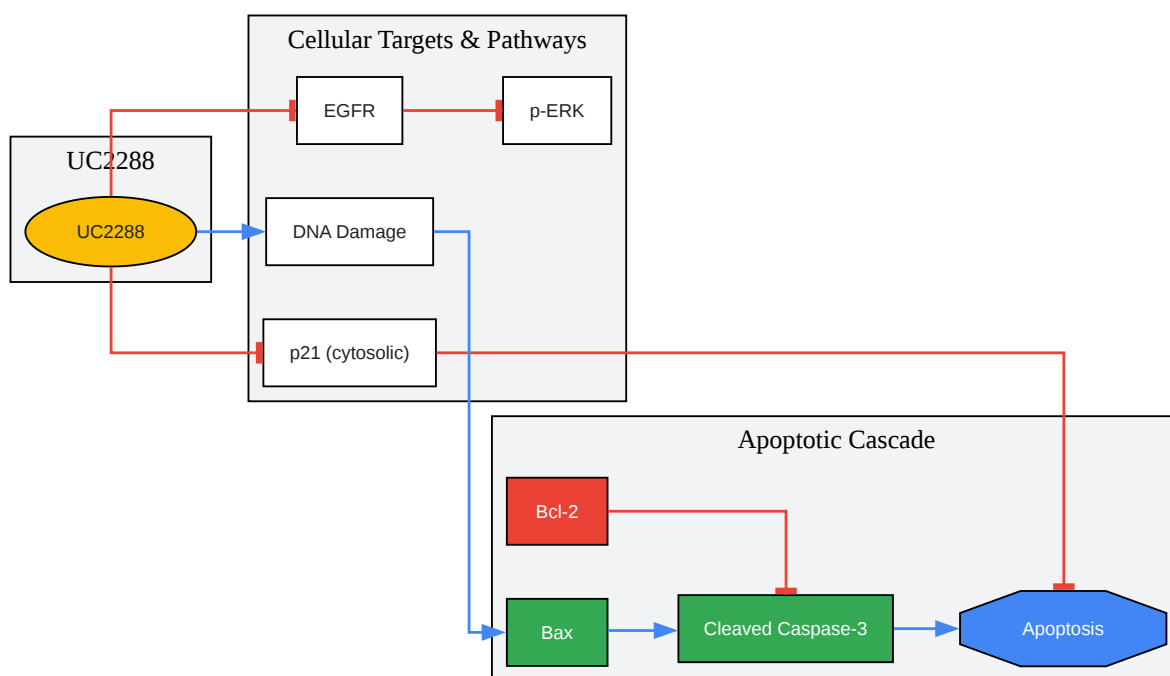 Cellular Targets & Pathways
EGFR
p-ERK
UC2288
UC2288
DNA Damage
p21 (cytosolic)
Apoptotic Cascade
Bcl-2
Bax
Cleaved Caspase-3
Apoptosis